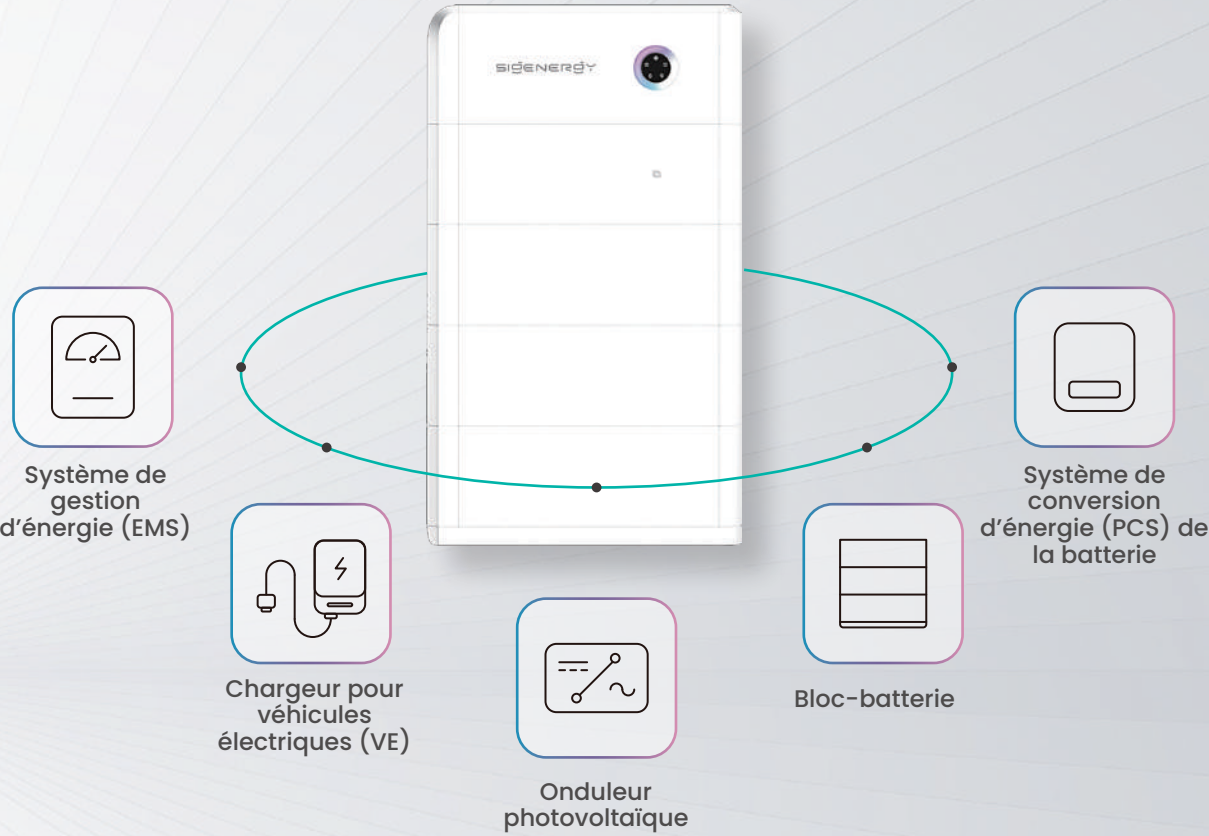 SIGENERGY
Système de
gestion
d’énergie (EMS)
Chargeur pour
véhicules
électriques (VE)
Onduleur
photovoltaïque
Bloc-batterie
Système de
conversion
d’énergie (PCS) de
la batterie